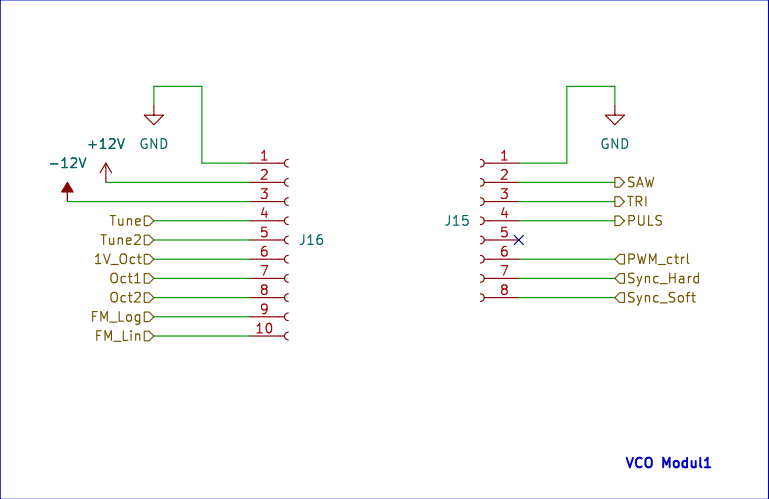 +12V
GND
-12V
1
2
3
Tune 4
Tune2 5
J16
1V_Oct 6
Oct1 7
Oct2 8
FM_Log 9
FM_Lin 10
GND
1
2 SAW
3 TRI
J15
4 PULS
5
6 PWM_ctrl
7 Sync_Hard
8 Sync_Soft
VCO Modul1